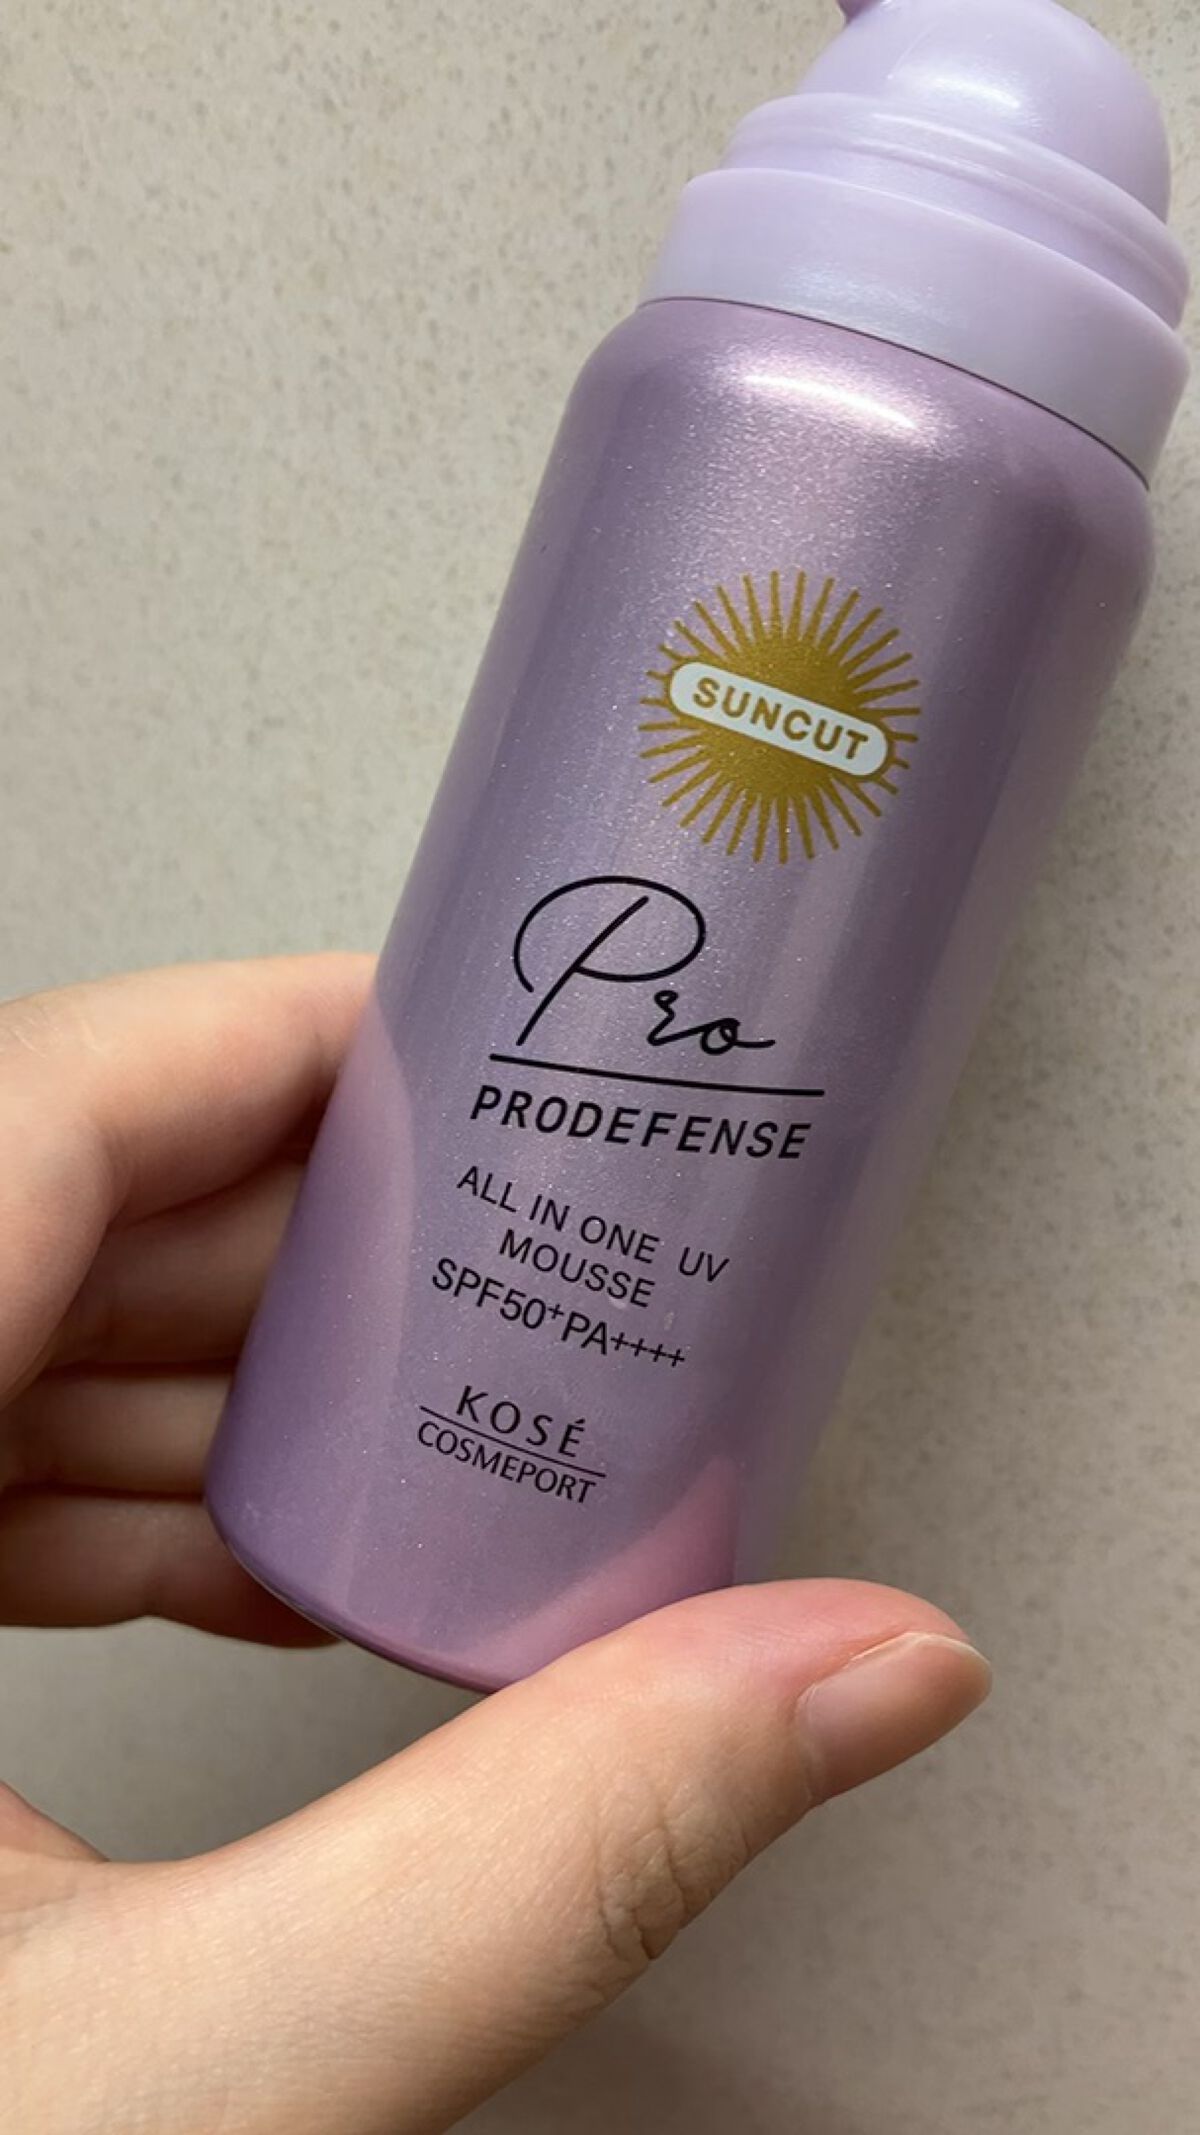 SUNCUT
Pro
PRODEFENSE
ALL IN ONE UV
MOUSSE
SPF50+PA++++
KOSÉ
COSMEPORT